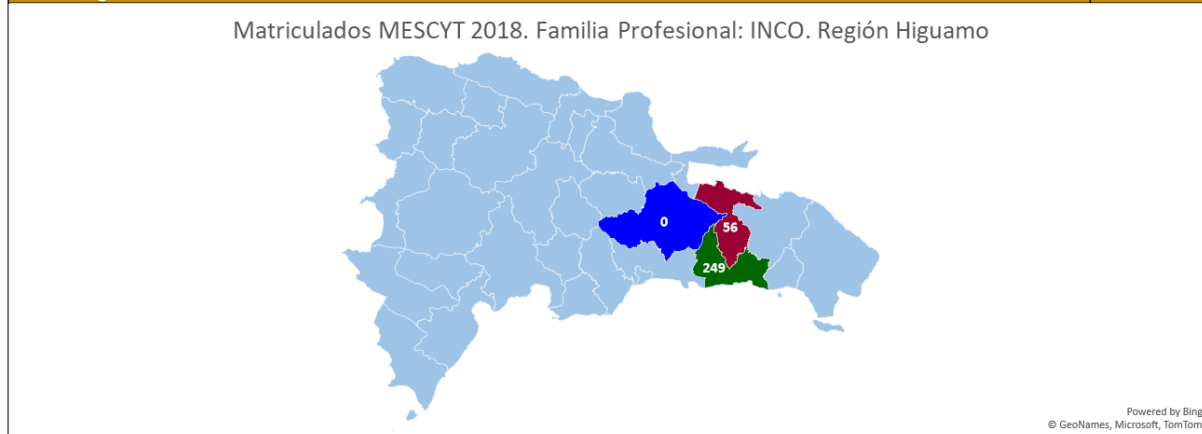 Matriculados MESCYT 2018. Familia Profesional: INCO. Región Higuamo
0
56
249
Powered by Bing
© GeoNames, Microsoft, TomTom